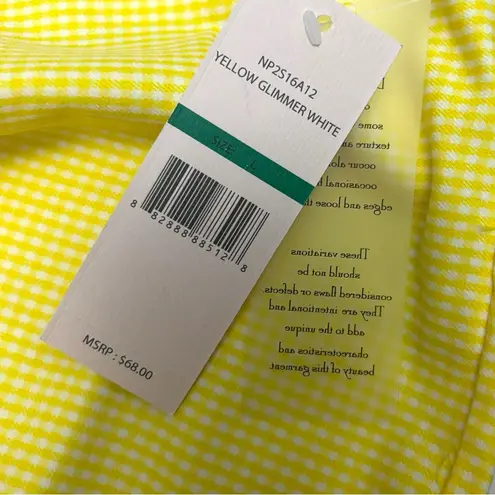 NP2S16A12
YELLOW GLIMMER WHITE
SIZE: L
8 28888 88512 8
MSRP : $68.00
some
texture
occur
occasional
edges and loose
These variations
should not be
considered flaws or defects.
They are intentional and
add to the unique
charecteristics and
beauty of this garment